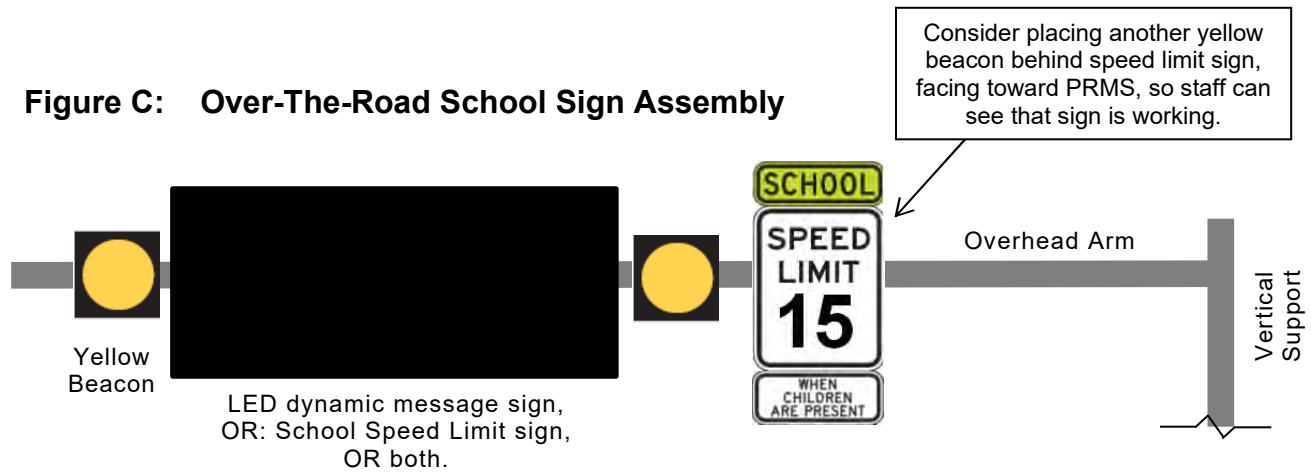 Consider placing another yellow
beacon behind speed limit sign,
facing toward PRMS, so staff can
see that sign is working.
Figure C: Over-The-Road School Sign Assembly
SCHOOL
SPEED
LIMIT
15
WHEN
CHILDREN
ARE PRESENT
Overhead Arm
Vertical
Support
Yellow
Beacon
LED dynamic message sign,
OR: School Speed Limit sign,
OR both.